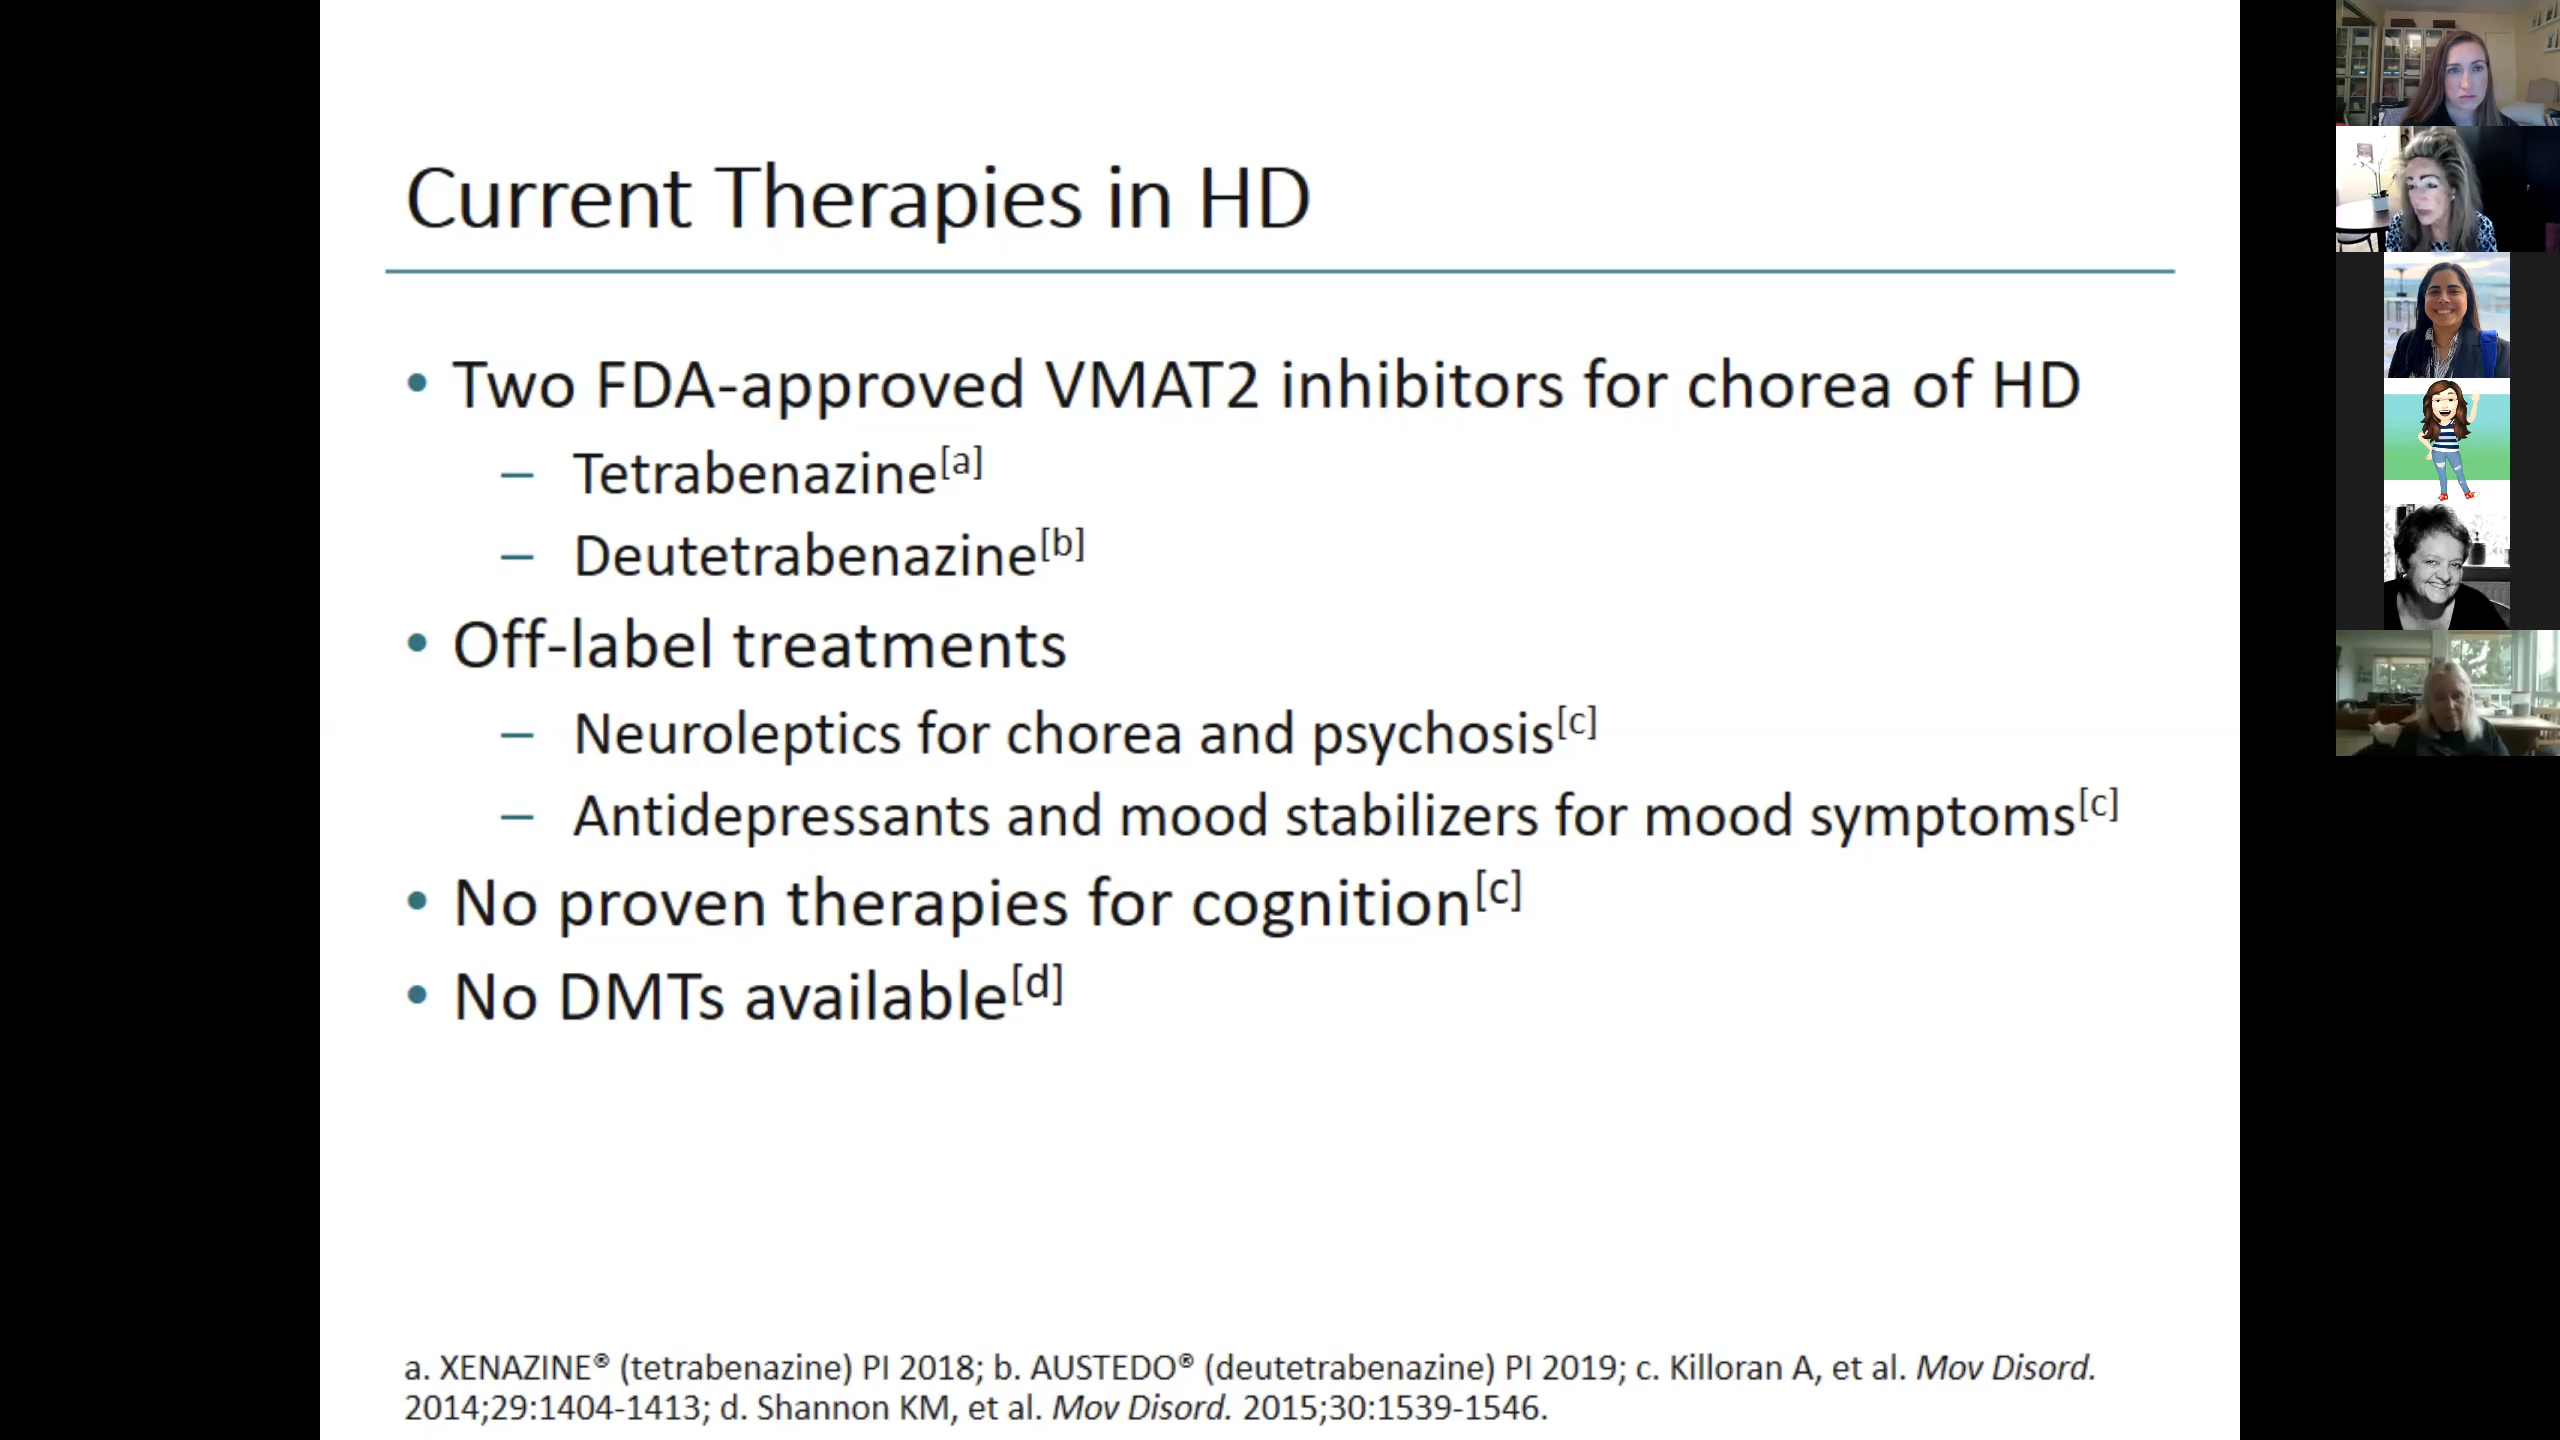 Current Therapies in HD
• Two FDA-approved VMAT2 inhibitors for chorea of HD
– Tetrabenazine[a]
– Deutetrabenazine[b]
• Off-label treatments
– Neuroleptics for chorea and psychosis[c]
– Antidepressants and mood stabilizers for mood symptoms[c]
• No proven therapies for cognition[c]
• No DMTs available[d]
a. XENAZINE® (tetrabenazine) PI 2018; b. AUSTEDO® (deutetrabenazine) PI 2019; c. Killoran A, et al. Mov Disord.
2014;29:1404-1413; d. Shannon KM, et al. Mov Disord. 2015;30:1539-1546.